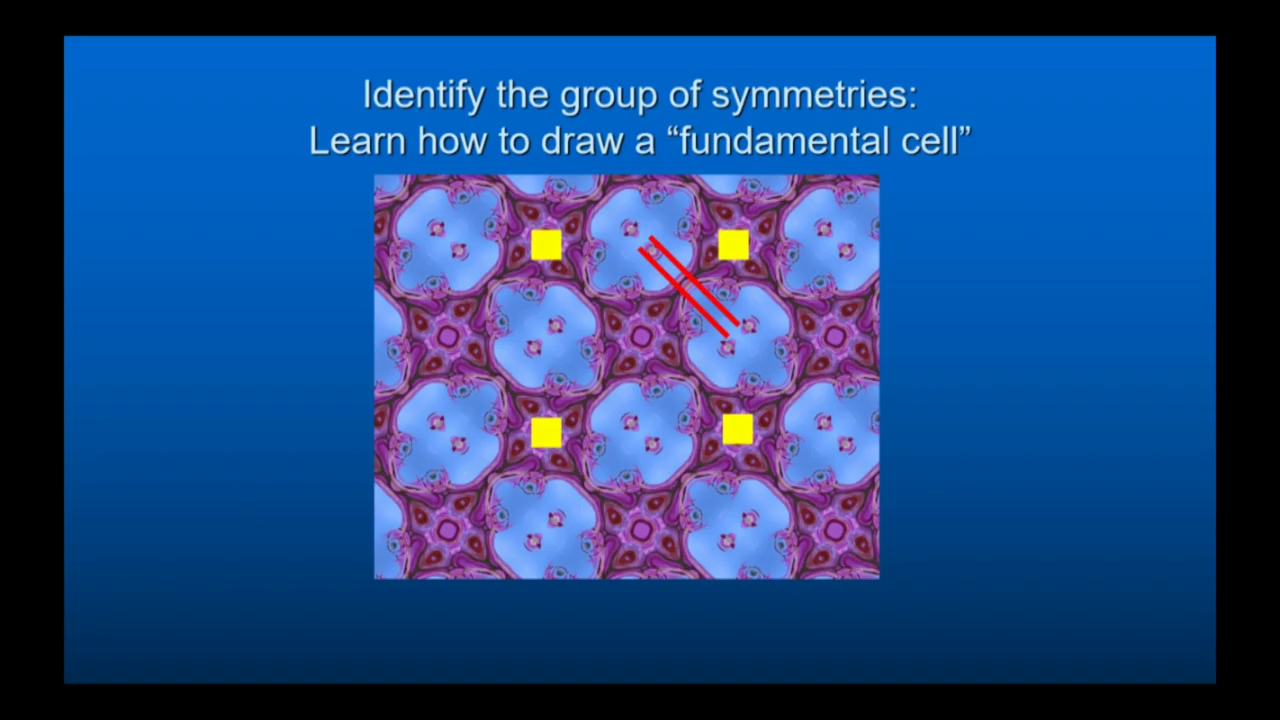 Identify the group of symmetries:
Learn how to draw a “fundamental cell”